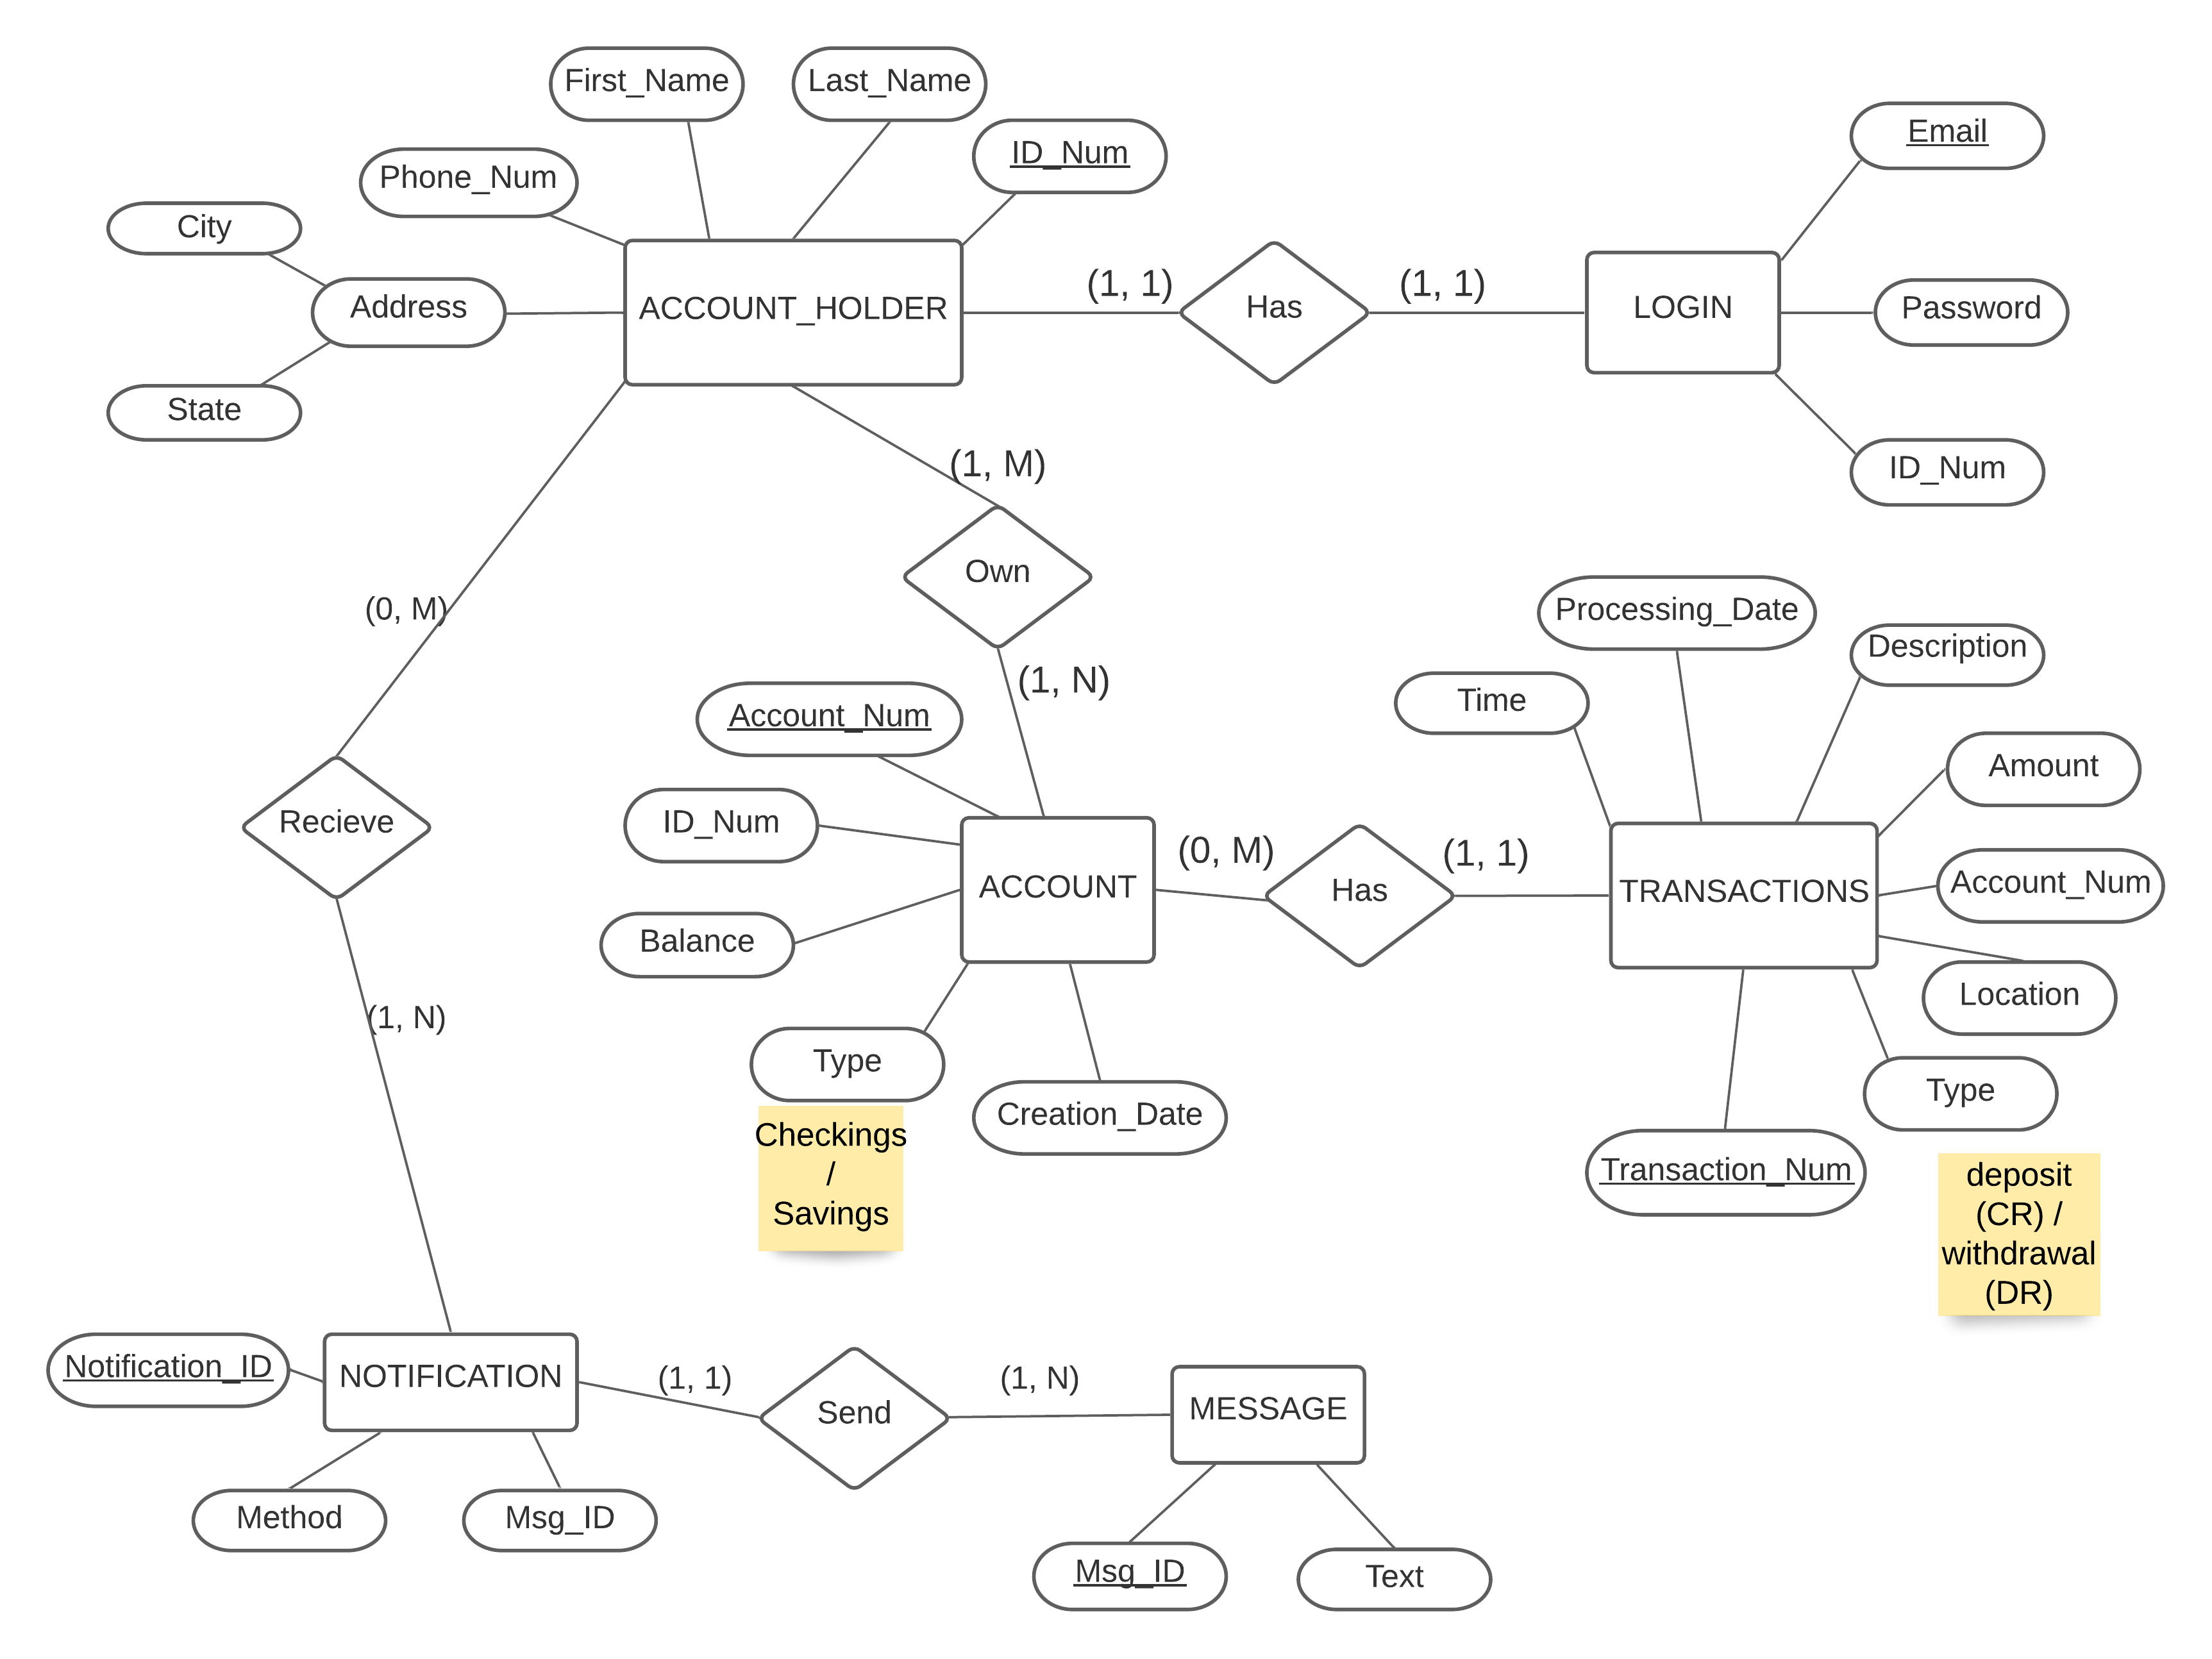 First_Name
Last_Name
ID_Num
Phone_Num
City
Address
State
ACCOUNT_HOLDER
(1, 1)
Has
(1, 1)
LOGIN
Email
Password
ID_Num
(1, M)
Own
(1, N)
(0, M)
Recieve
(1, N)
Account_Num
ID_Num
Balance
ACCOUNT
Type
Checkings
/
Savings
Creation_Date
(0, M)
Has
(1, 1)
TRANSACTIONS
Time
Processing_Date
Description
Amount
Account_Num
Location
Type
deposit
(CR) /
withdrawal
(DR)
Transaction_Num
Notification_ID
NOTIFICATION
Method
Msg_ID
(1, 1)
Send
(1, N)
MESSAGE
Msg_ID
Text